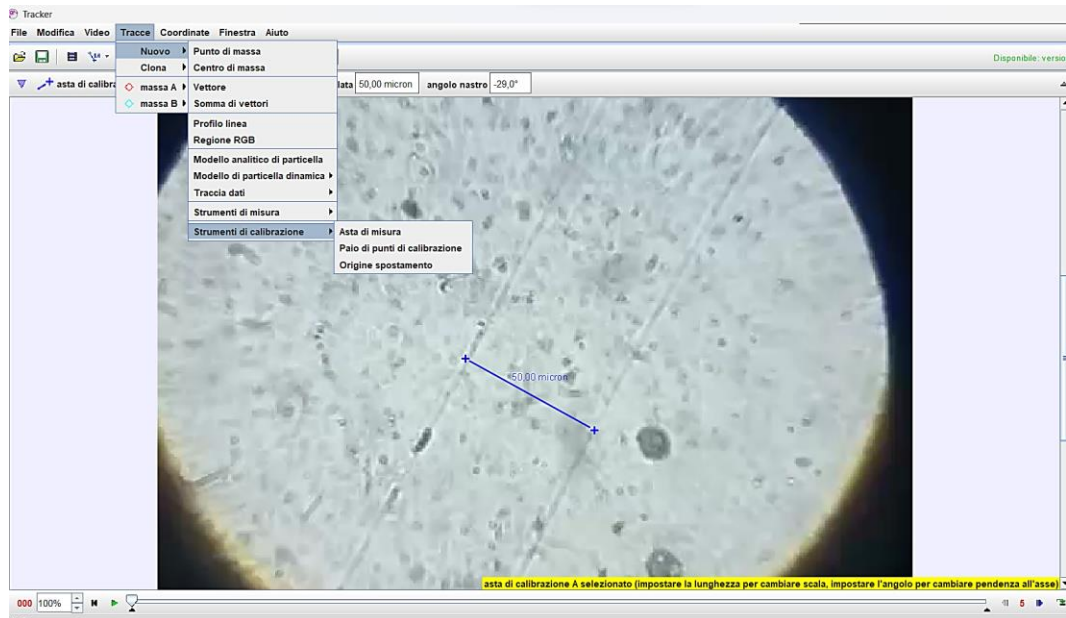 Tracker
File Modifica Video Tracce Coordinate Finestra Aiuto
Nuovo
Clona
massa A
massa B
Punto di massa
Centro di massa
Vettore
Somma di vettori
Profilo linea
Regione RGB
Modello analitico di particella
Modello di particella dinamica
Traccia dati
Strumenti di misura
Strumenti di calibrazione
Asta di misura
Paio di punti di calibrazione
Origine spostamento
Disponibile: versio
asta di calibra
lata 50,00 micron angolo nastro -29,0°
50,00 micron
asta di calibrazione A selezionato (impostare la lunghezza per cambiare scala, impostare l'angolo per cambiare pendenza all'asse)
000 100% 5